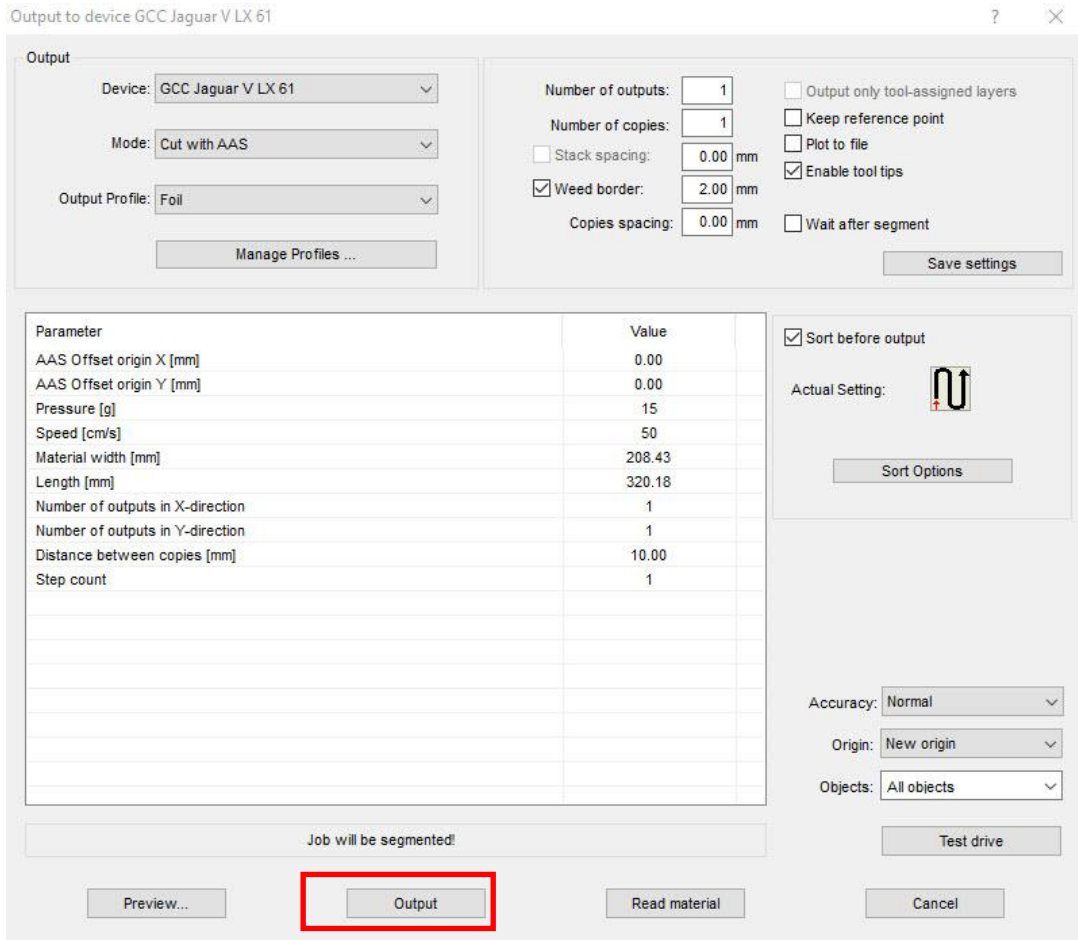 Output to device GCC Jaguar V LX 61
?
Output
Device: GCC Jaguar V LX 61
Mode: Cut with AAS
Output Profile: Foil
Manage Profiles ...
Number of outputs: 1
Number of copies: 1
Stack spacing: 0.00 mm
Weed border: 2.00 mm
Copies spacing: 0.00 mm
Output only tool-assigned layers
Keep reference point
Plot to file
Enable tool tips
Wait after segment
Save settings
Parameter Value
AAS Offset origin X [mm] 0.00
AAS Offset origin Y [mm] 0.00
Pressure [g] 15
Speed [cm/s] 50
Material width [mm] 208.43
Length [mm] 320.18
Number of outputs in X-direction 1
Number of outputs in Y-direction 1
Distance between copies [mm] 10.00
Step count 1
Sort before output
Actual Setting:
Sort Options
Accuracy: Normal
Origin: New origin
Objects: All objects
Job will be segmented!
Test drive
Preview...
Output
Read material
Cancel